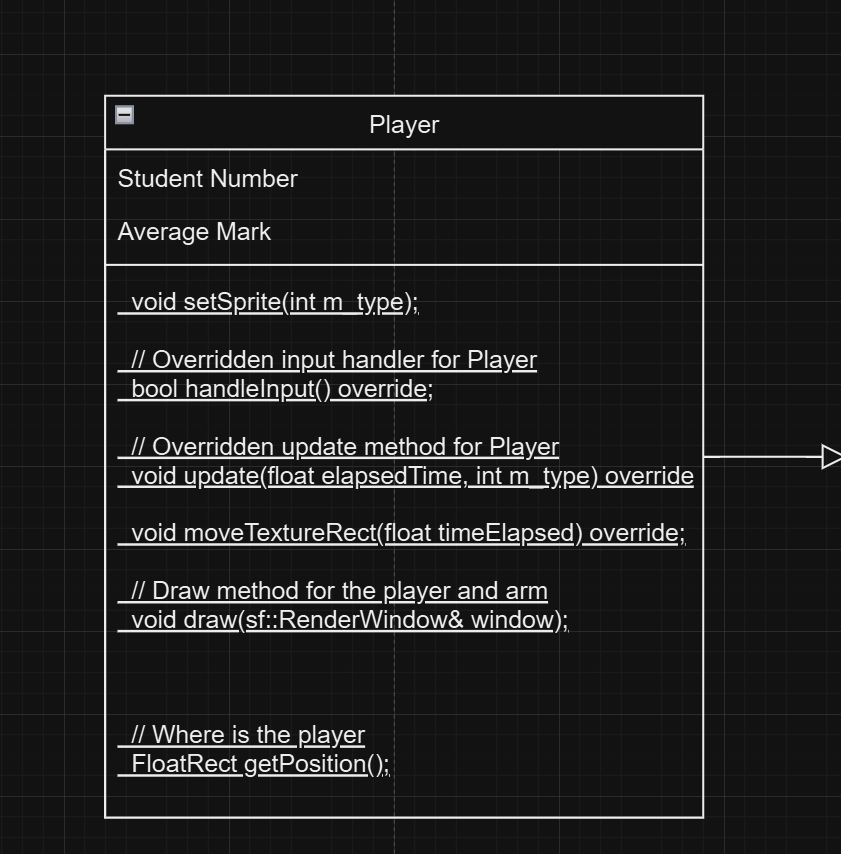 Player
Student Number
Average Mark
void setSprite(int m_type);
// Overridden input handler for Player
bool handleInput() override;
// Overridden update method for Player
void update(float elapsedTime, int m_type) override
void moveTextureRect(float timeElapsed) override;
// Draw method for the player and arm
void draw(sf::RenderWindow& window);
// Where is the player
FloatRect getPosition();